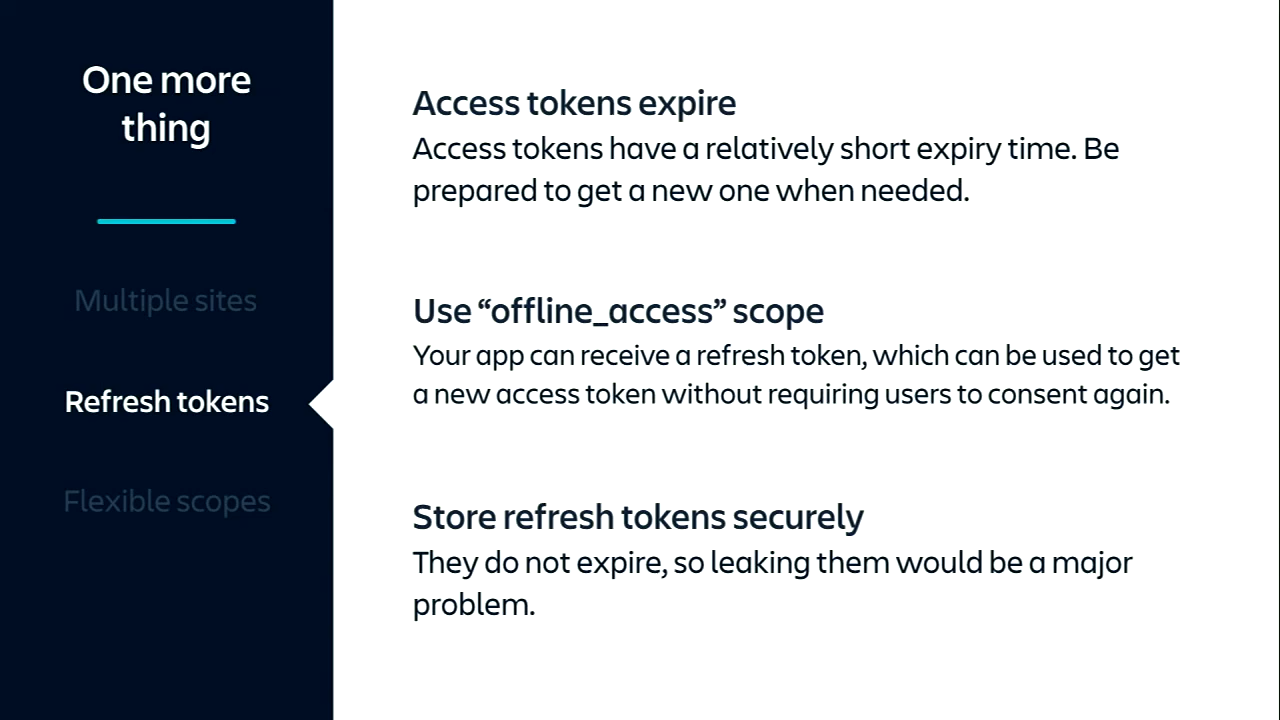 One more
thing
Multiple sites
Refresh tokens
Flexible scopes
Access tokens expire
Access tokens have a relatively short expiry time. Be
prepared to get a new one when needed.
Use “offline_access” scope
Your app can receive a refresh token, which can be used to get
a new access token without requiring users to consent again.
Store refresh tokens securely
They do not expire, so leaking them would be a major
problem.